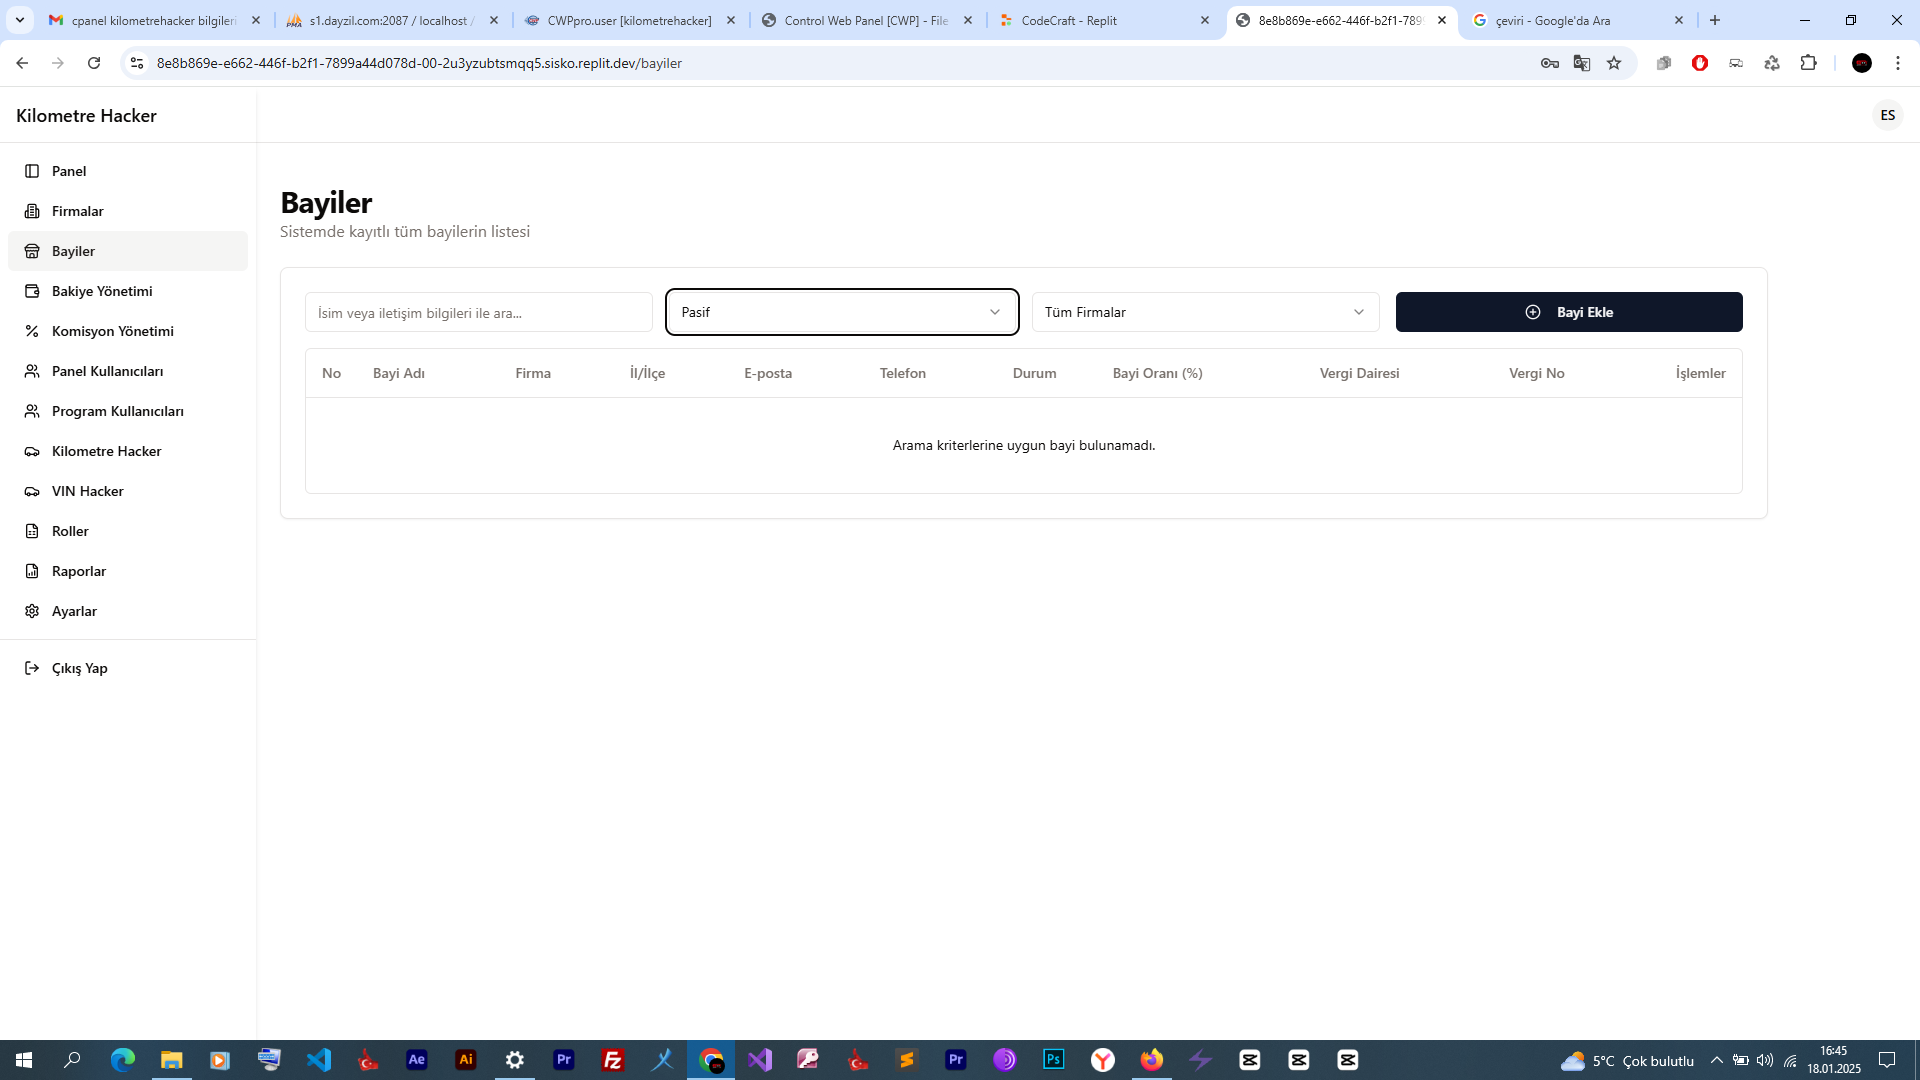 cpanel kilometrehacker bilgileri
s1.dayzil.com:2087 / localhost /
CWPpro.user [kilometrehacker]
Control Web Panel [CWP] - File
CodeCraft - Replit
8e8b869e-e662-446f-b2f1-7899
çeviri - Google'da Ara
8e8b869e-e662-446f-b2f1-7899a44d078d-00-2u3yzubtsmqq5.sisko.replit.dev/bayiler
Kilometre Hacker
ES
Panel
Firmalar
Bayiler
Bakiye Yönetimi
Komisyon Yönetimi
Panel Kullanıcıları
Program Kullanıcıları
Kilometre Hacker
VIN Hacker
Roller
Raporlar
Ayarlar
Çıkış Yap
Bayiler
Sistemde kayıtlı tüm bayilerin listesi
İsim veya iletişim bilgileri ile ara...
Pasif
Tüm Firmalar
Bayi Ekle
No Bayi Adı Firma İl/İlçe E-posta Telefon Durum Bayi Oranı (%) Vergi Dairesi Vergi No İşlemler
Arama kriterlerine uygun bayi bulunamadı.
5°C Çok bulutlu
16:45
18.01.2025